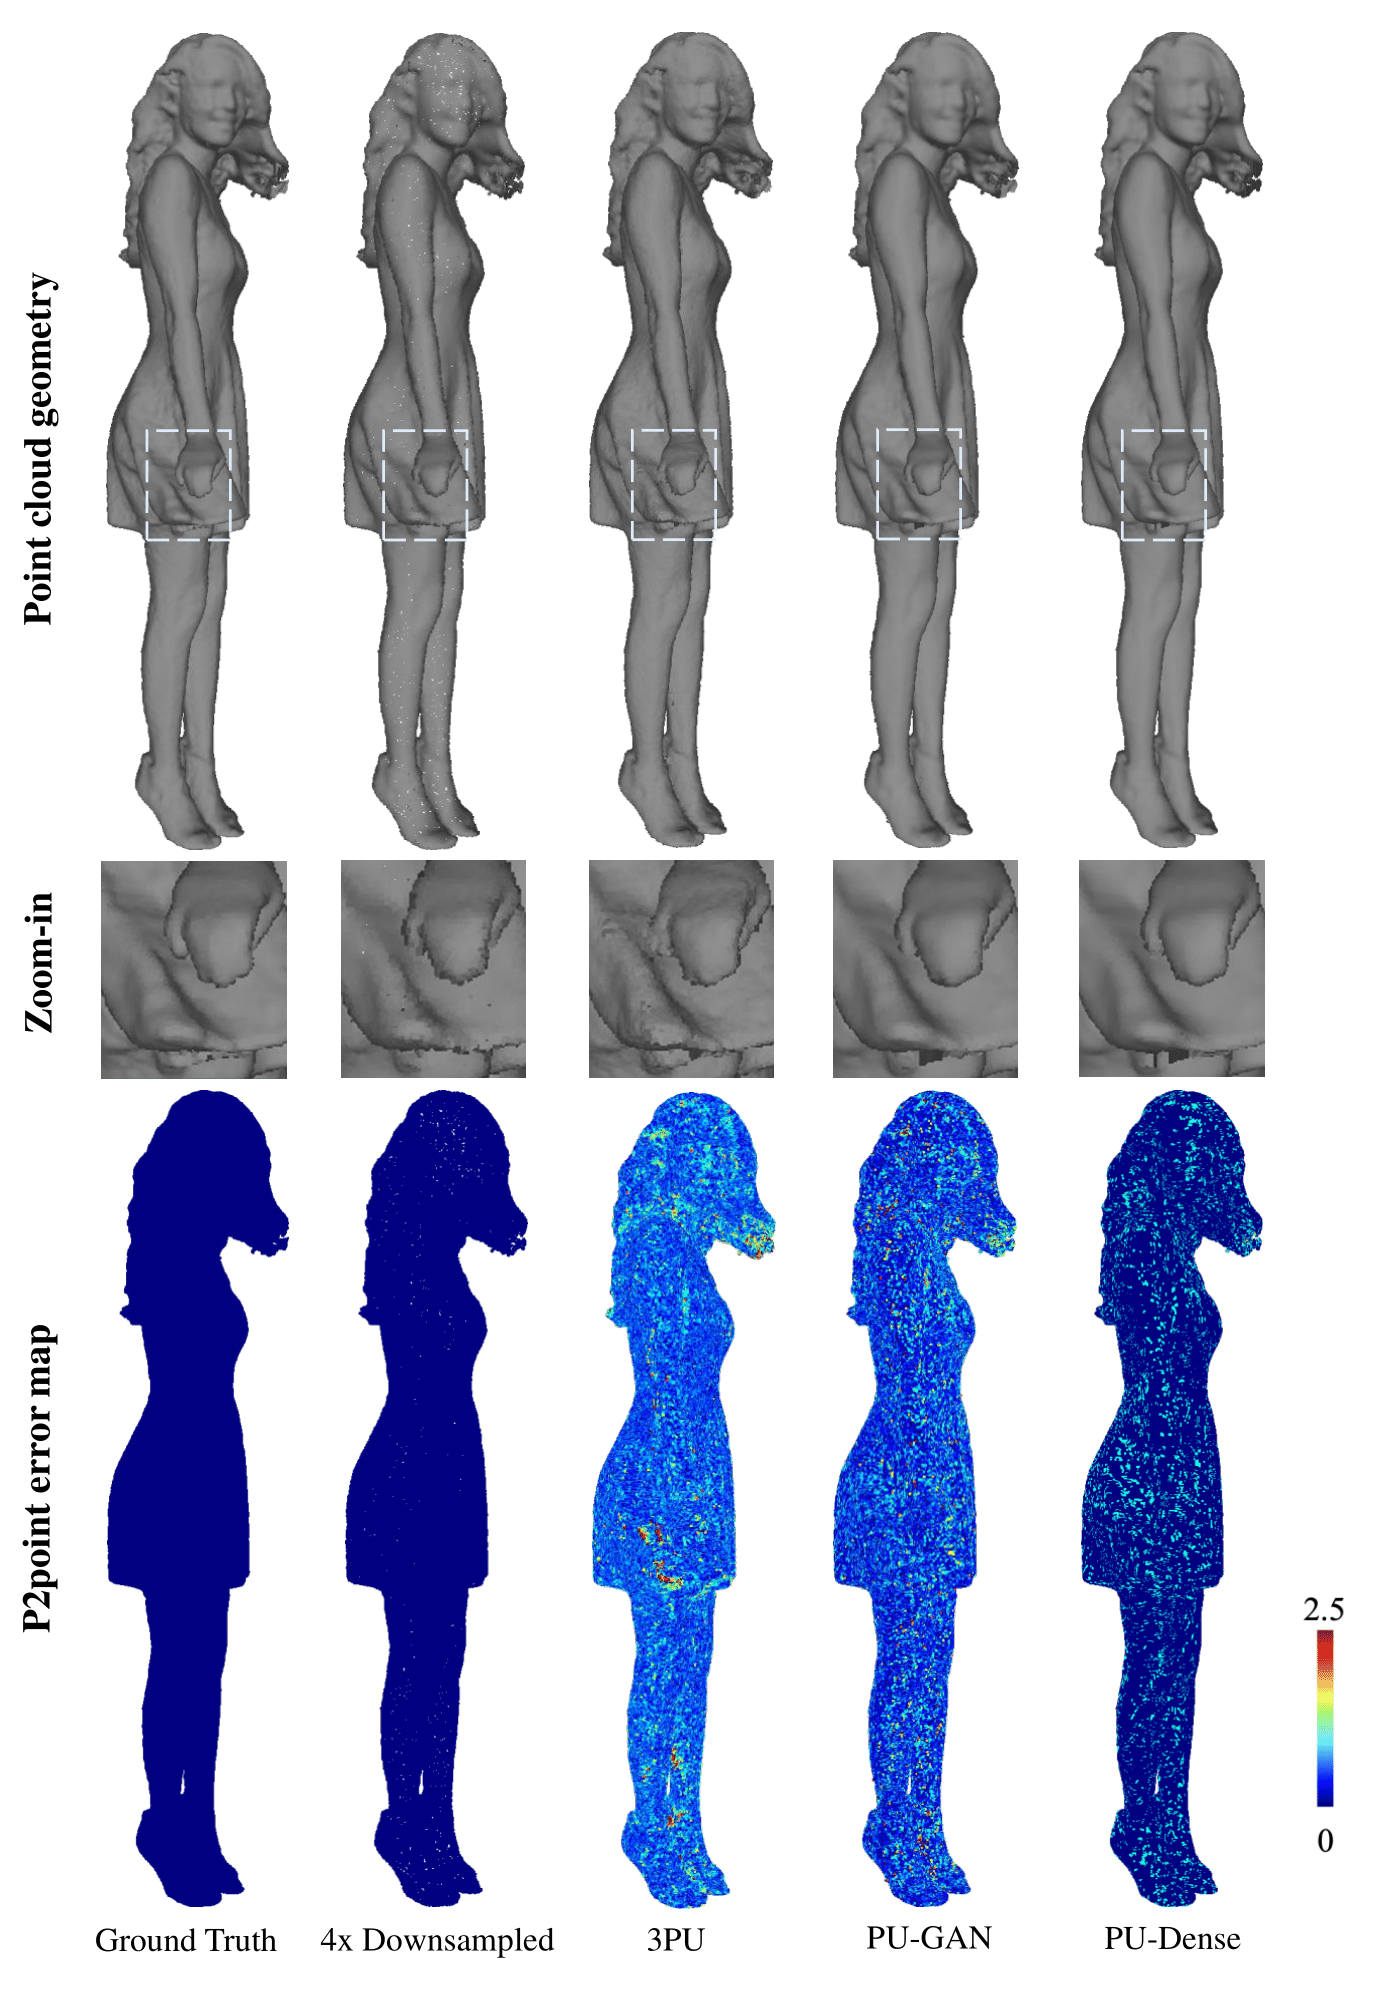 Point cloud geometry
Zoom-in
P2point error map
2.5
0
Ground Truth
4x Downsampled
3PU
PU-GAN
PU-Dense